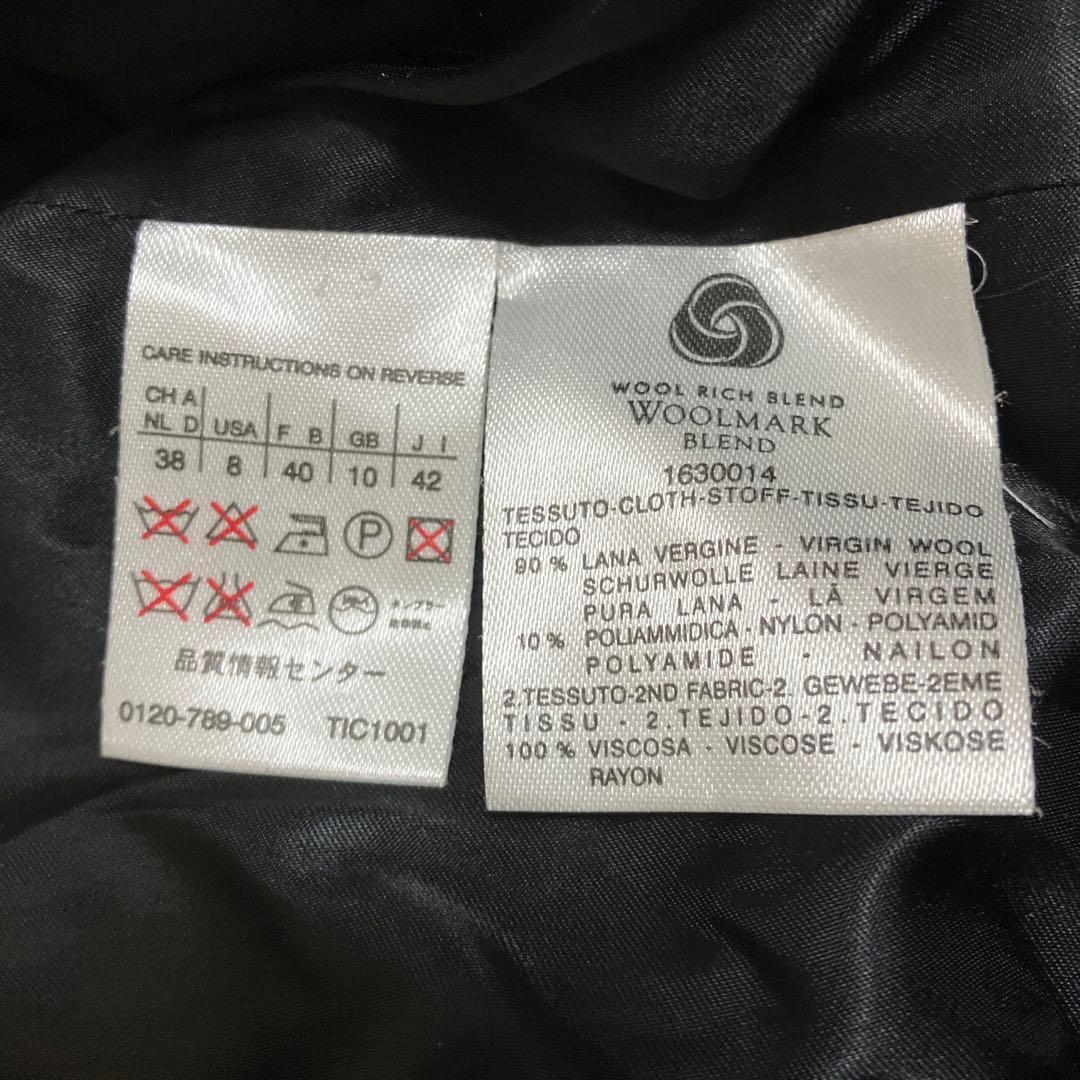 CARE INSTRUCTIONS ON REVERSE
CH A
NL D USA F B GB J I
38 8 40 10 42
P
品質情報センター
0120-789-005 TIC1001
WOOL RICH BLEND
WOOLMARK
BLEND
1630014
TESSUTO-CLOTH-STOFF-TISSU-TEJIDO
TECIDO
90 % LANA VERGINE - VIRGIN WOOL
SCHURWOLLE LAINE VIERGE
PURA LANA - LÀ VIRGEM
10 % POLIAMMIDICA - NYLON - POLYAMID
POLYAMIDE - NAILON
2.TESSUTO-2ND FABRIC-2. GEWEBE-2EME
TISSU - 2.TEJIDO-2.TECIDO
100 % VISCOSA - VISCOSE - VISKOSE
RAYON